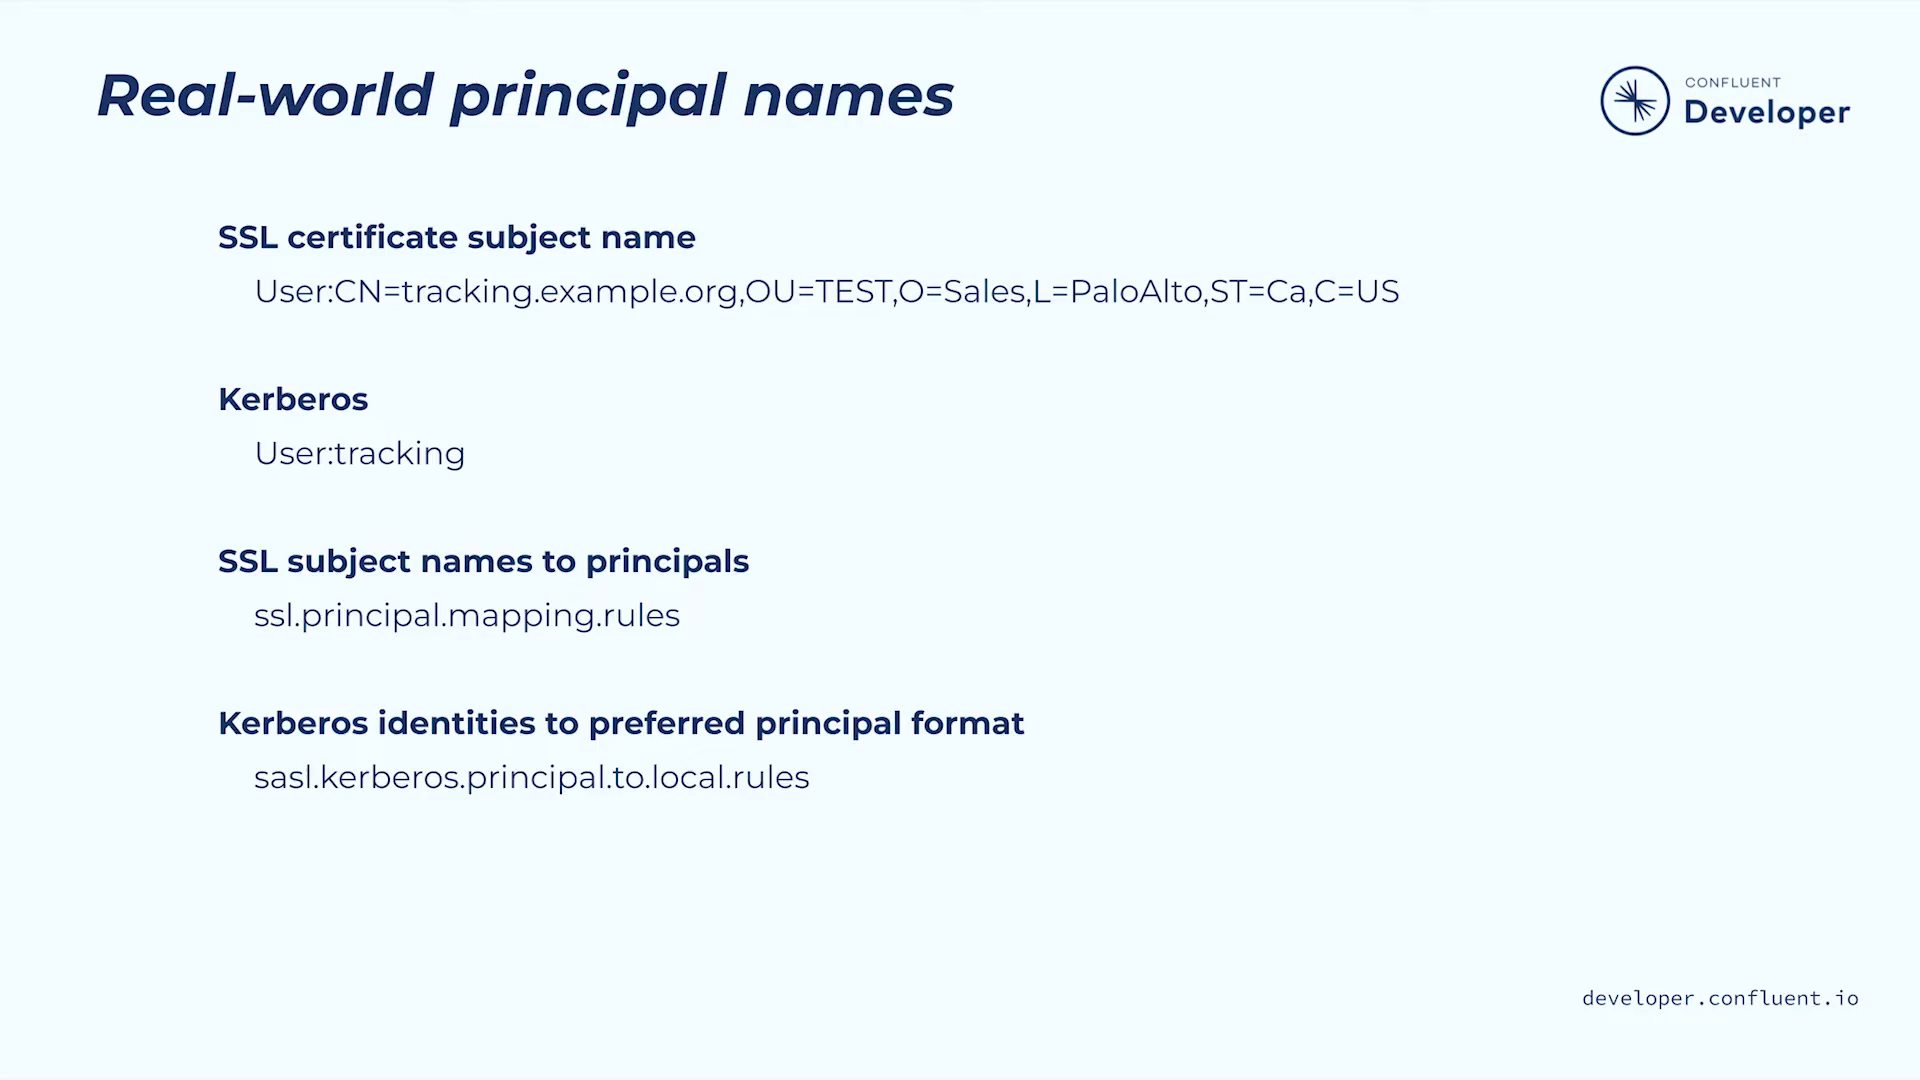 Real-world principal names
CONFLUENT
Developer
SSL certificate subject name
User:CN=tracking.example.org,OU=TEST,O=Sales,L=PaloAlto,ST=Ca,C=US
Kerberos
User:tracking
SSL subject names to principals
ssl.principal.mapping.rules
Kerberos identities to preferred principal format
sasl.kerberos.principal.to.local.rules
developer.confluent.io